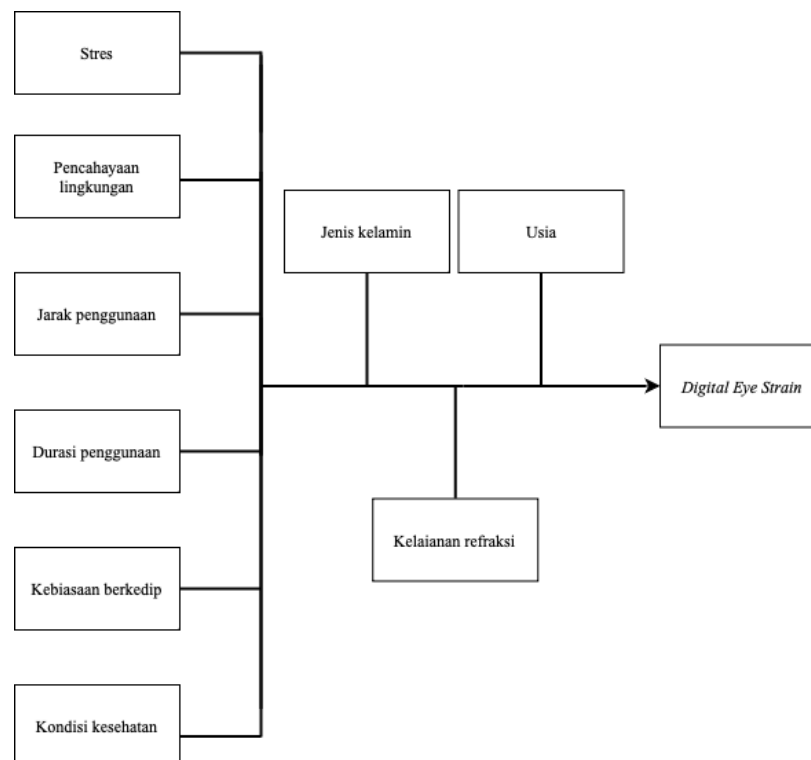 Stres
Pencahayaan
lingkungan
Jarak penggunaan
Durasi penggunaan
Kebiasaan berkedip
Kondisi kesehatan
Jenis kelamin
Usia
Kelaianan refraksi
Digital Eye Strain